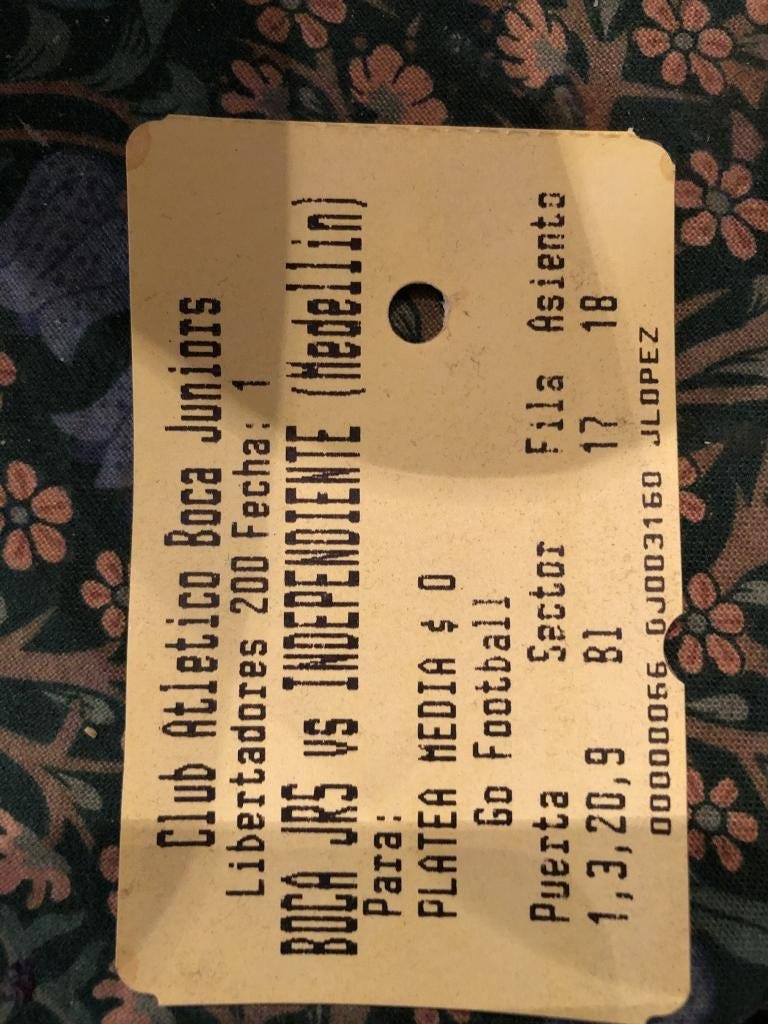 Club Atletico Boca Juniors
Libertadores 200 Fecha: 1
BOCA JRS vs INDEPENDIENTE (Medellin)
Para:
PLATEA MEDIA $ 0
Go Football
Puerta Sector Fila Asiento
1,3,20,9 B1 17 18
000000066 0J003160 JLOPEZ